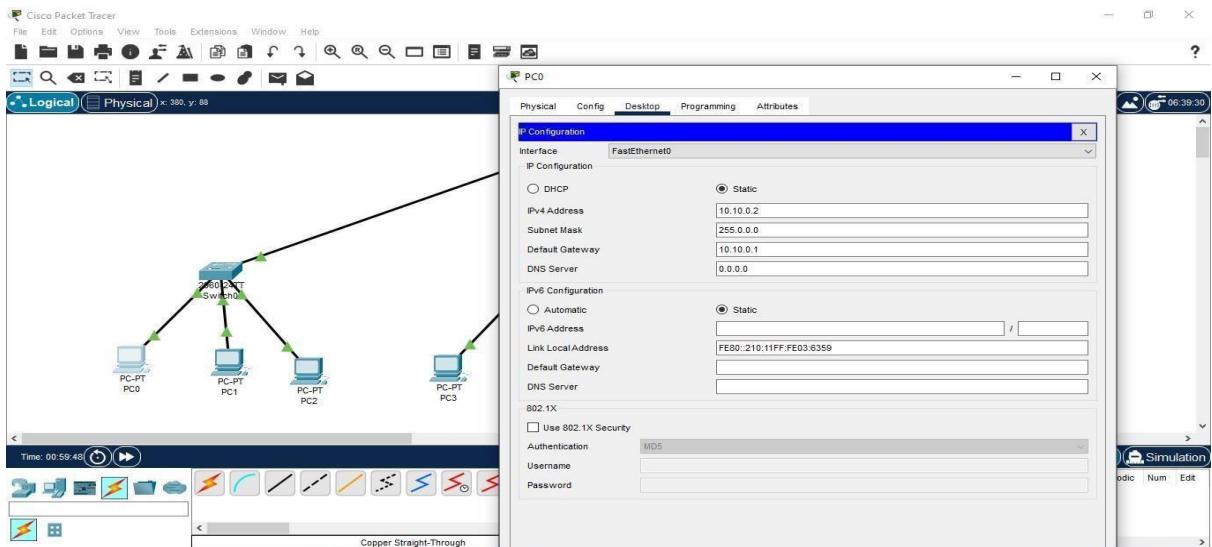 Cisco Packet Tracer
File Edit Options View Tools Extensions Window Help
?
PC0
Logical Physical x: 380, y: 88
06:39:30
Physical Config Desktop Programming Attributes
IP Configuration X
Interface FastEthernet0
IP Configuration
DHCP Static
IPv4 Address 10.10.0.2
Subnet Mask 255.0.0.0
Default Gateway 10.10.0.1
DNS Server 0.0.0.0
IPv6 Configuration
Automatic Static
IPv6 Address /
Link Local Address FE80::210:11FF:FE03:6359
Default Gateway
DNS Server
802.1X
Use 802.1X Security
Authentication MD5
Username
Password
2960-24TT
Switch0
PC-PT
PC0
PC-PT
PC1
PC-PT
PC2
PC-PT
PC3
Time: 00:59:48
Simulation
odic Num Edit
Copper Straight-Through